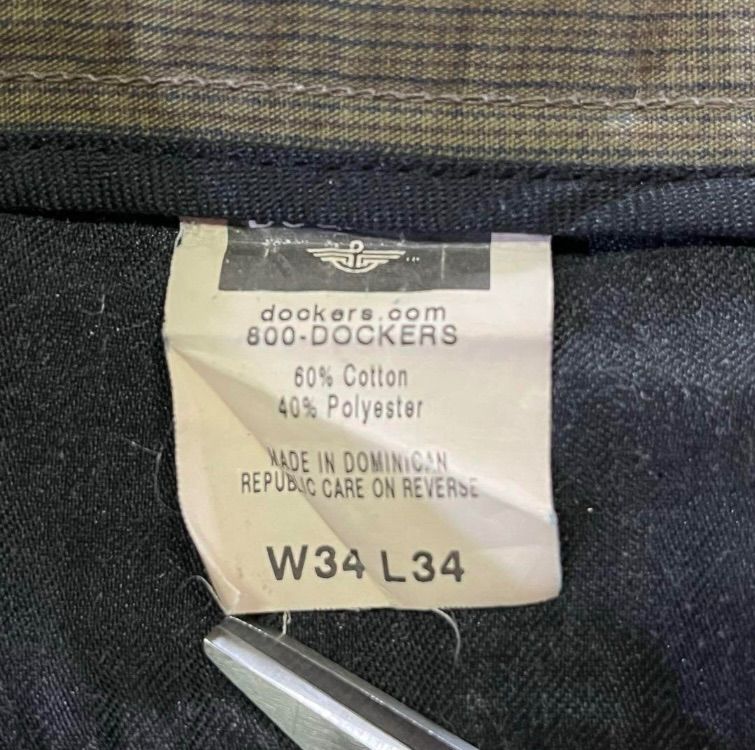 dockers.com
800-DOCKERS
60% Cotton
40% Polyester
MADE IN DOMINICAN
REPUBLIC CARE ON REVERSE
W34 L34